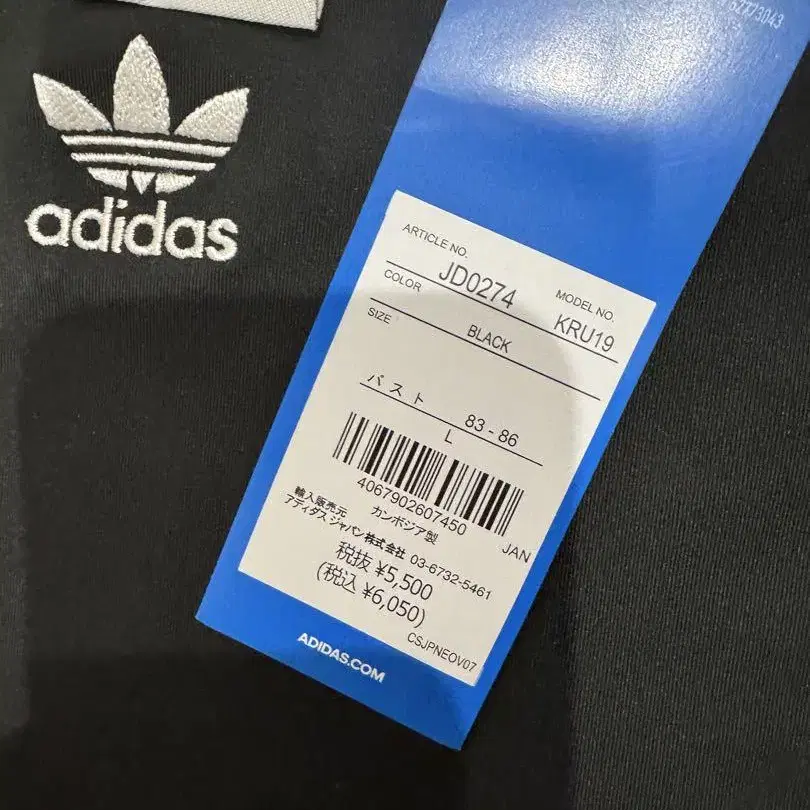 adidas
ARTICLE NO.
JD0274
MODEL NO.
KRU19
COLOR
BLACK
SIZE
バスト 83 - 86
L
4067902607450
JAN
カンボジア製
輸入販売元
アディダス ジャパン株式会社 03-6732-5461
税抜 ¥5,500
(税込 ¥6,050)
CSJPNEOV07
ADIDAS.COM